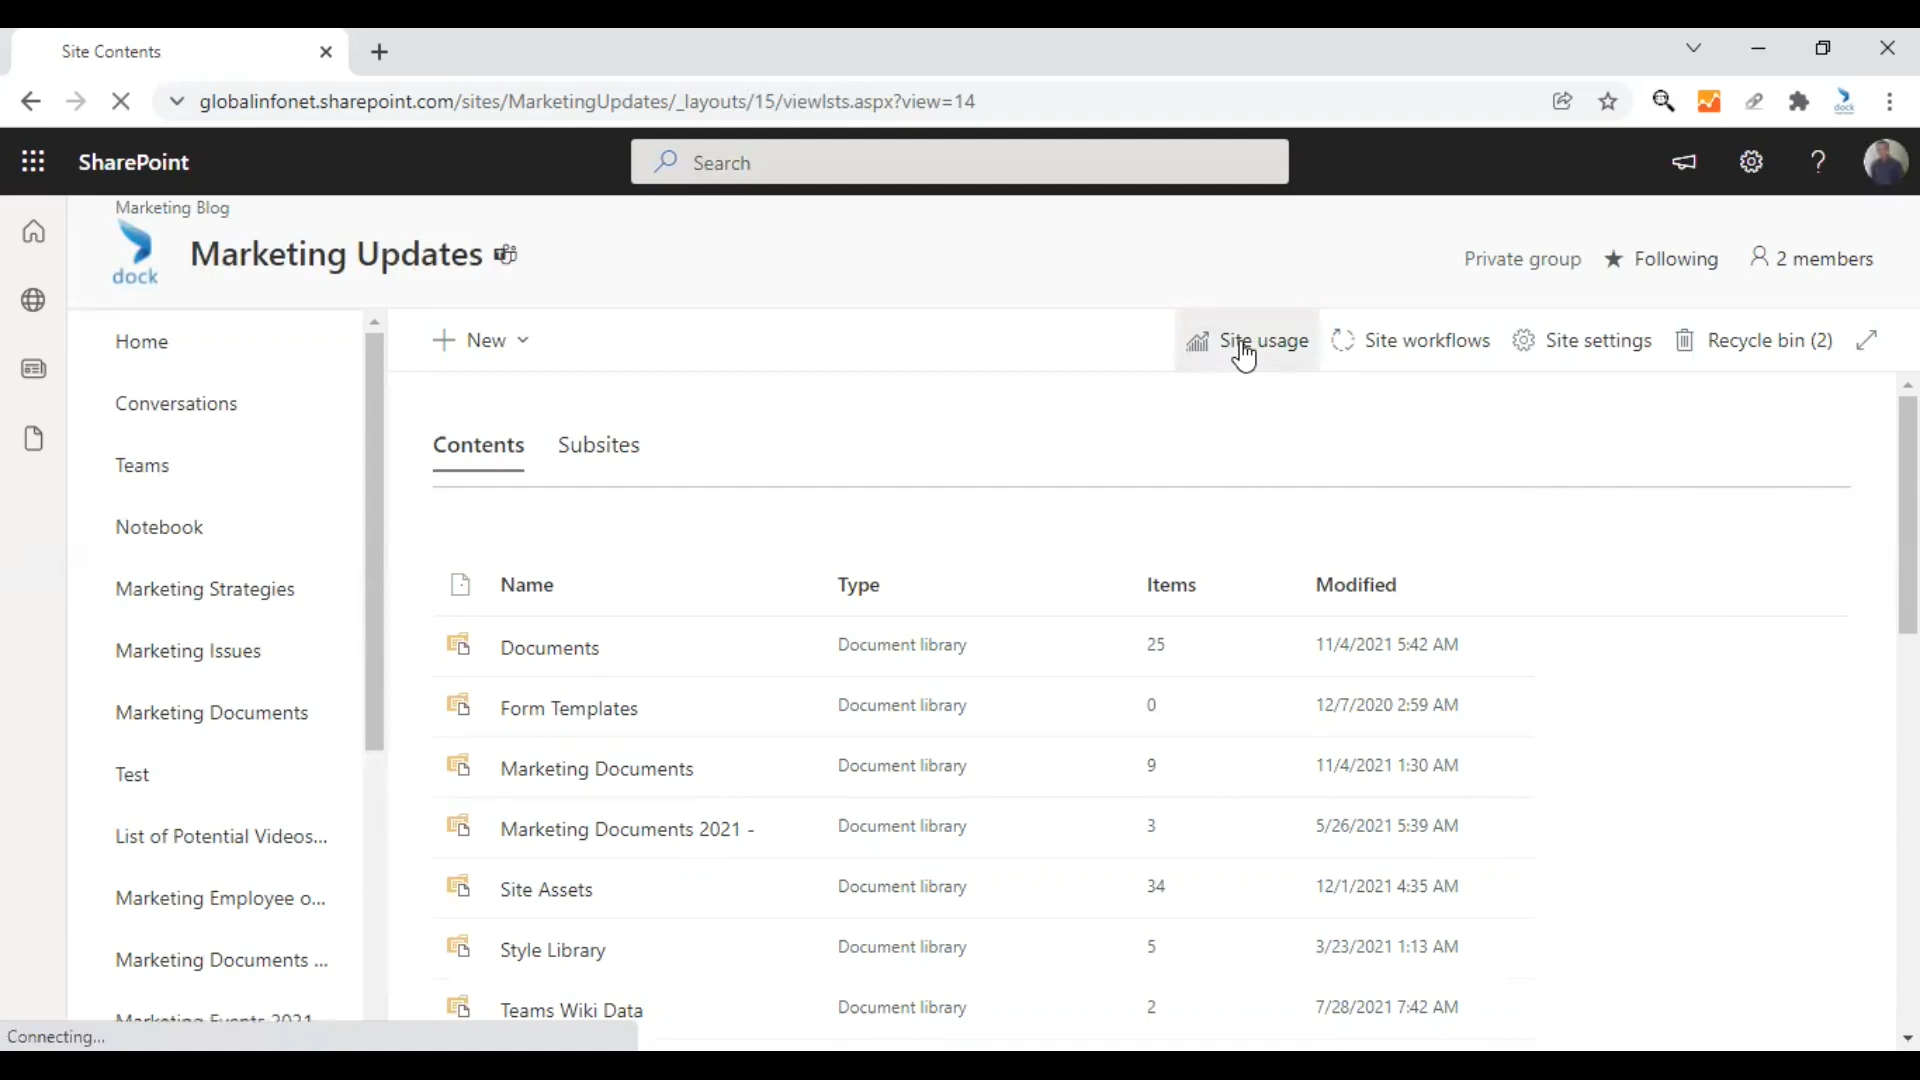 Site Contents
globalinfonet.sharepoint.com/sites/MarketingUpdates/_layouts/15/viewlsts.aspx?view=14
dock
SharePoint
Search
Marketing Blog
dock
Marketing Updates
Private group
Following
2 members
Home
Conversations
Teams
Notebook
Marketing Strategies
Marketing Issues
Marketing Documents
Test
List of Potential Videos...
Marketing Employee o...
Marketing Documents ...
Marketing Events 2021
New
Site usage
Site workflows
Site settings
Recycle bin (2)
Contents
Subsites
Name Type Items Modified
Documents Document library 25 11/4/2021 5:42 AM
Form Templates Document library 0 12/7/2020 2:59 AM
Marketing Documents Document library 9 11/4/2021 1:30 AM
Marketing Documents 2021 - Document library 3 5/26/2021 5:39 AM
Site Assets Document library 34 12/1/2021 4:35 AM
Style Library Document library 5 3/23/2021 1:13 AM
Teams Wiki Data Document library 2 7/28/2021 7:42 AM
Connecting...